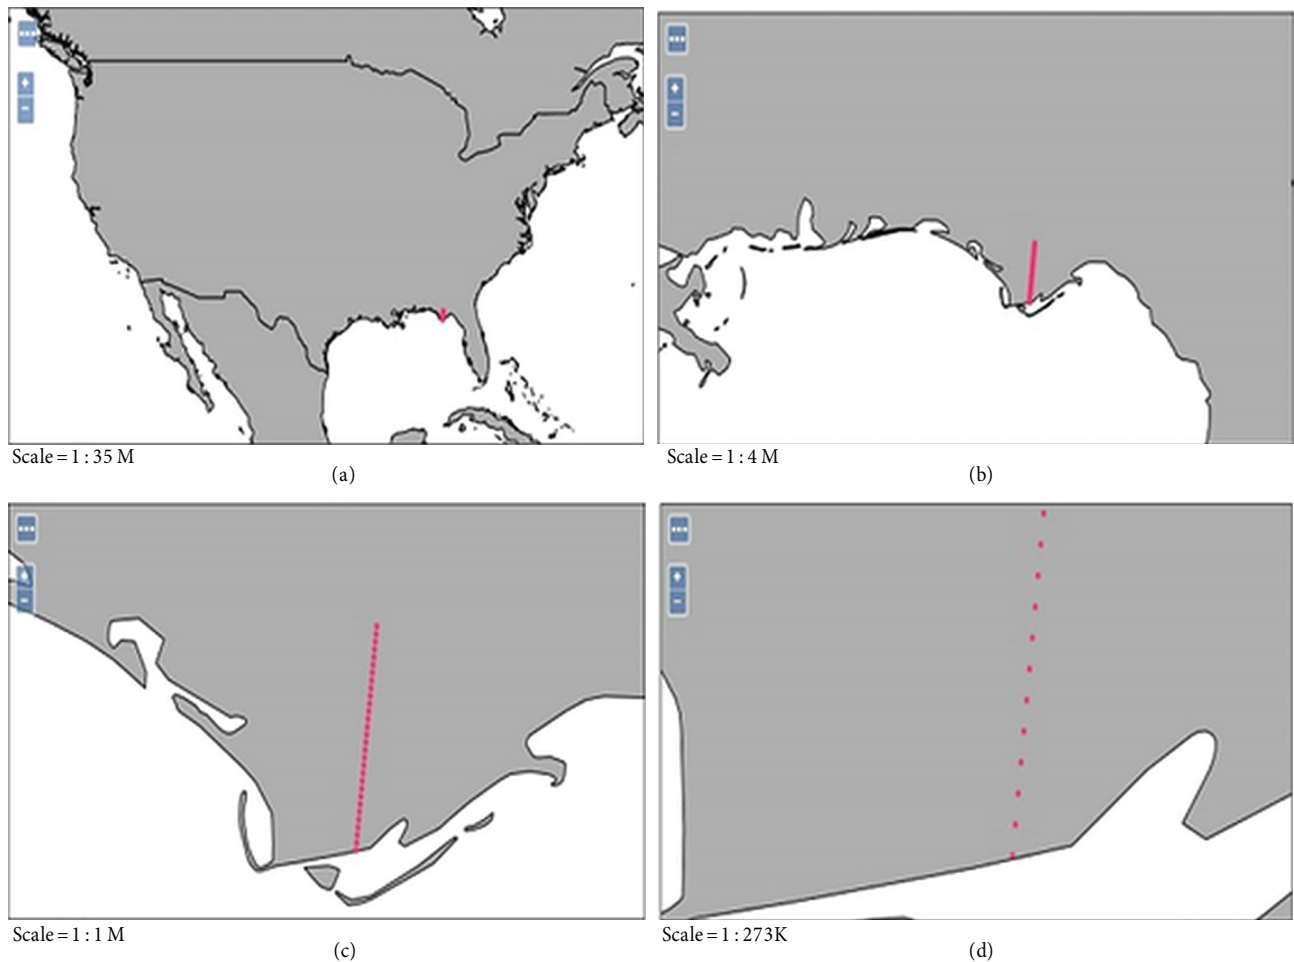 +
-
+
-
Scale = 1 : 35 M
(a)
Scale = 1 : 4 M
(b)
+
-
+
-
Scale = 1 : 1 M
(c)
Scale = 1 : 273K
(d)